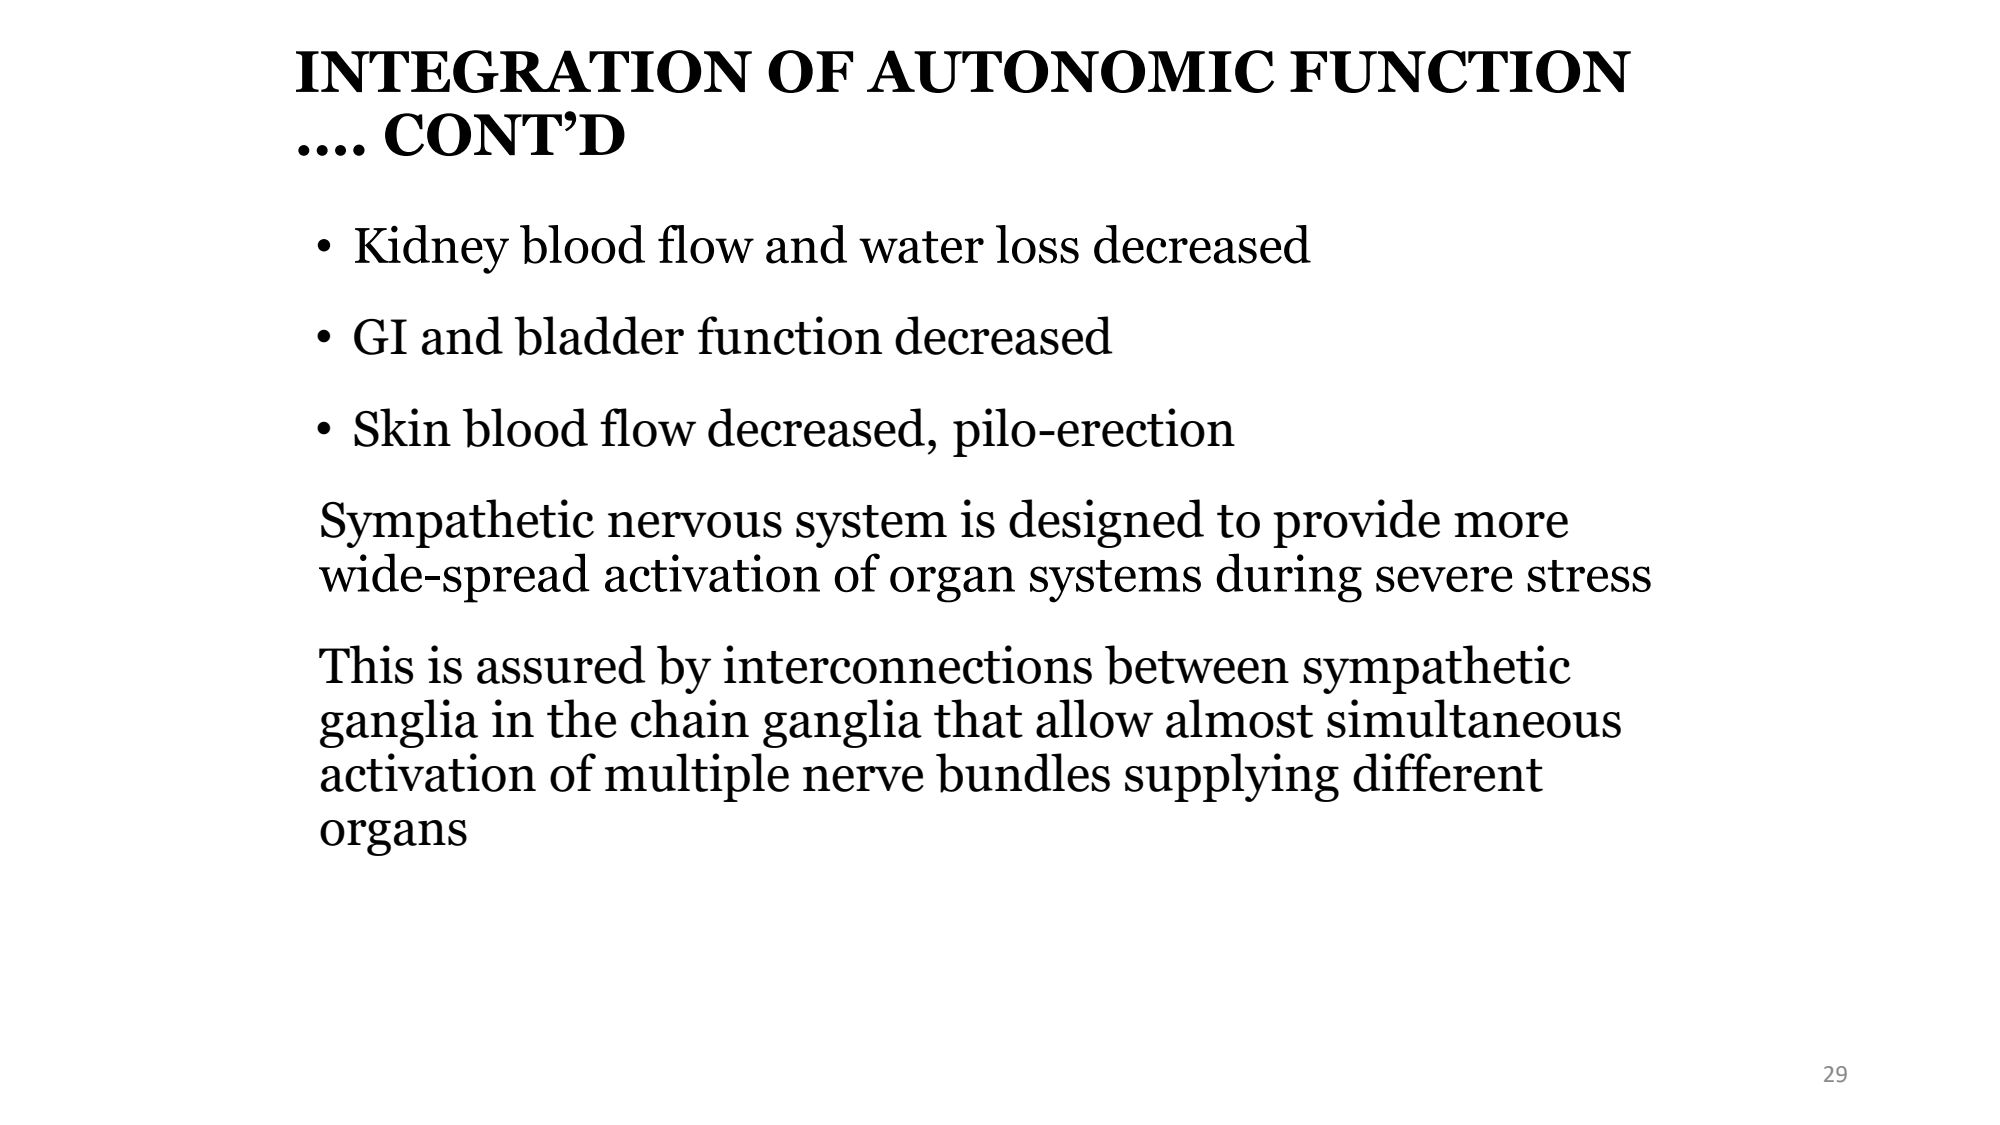 INTEGRATION OF AUTONOMIC FUNCTION
.... CONT’D
• Kidney blood flow and water loss decreased
• GI and bladder function decreased
• Skin blood flow decreased, pilo-erection
Sympathetic nervous system is designed to provide more
wide-spread activation of organ systems during severe stress
This is assured by interconnections between sympathetic
ganglia in the chain ganglia that allow almost simultaneous
activation of multiple nerve bundles supplying different
organs
29